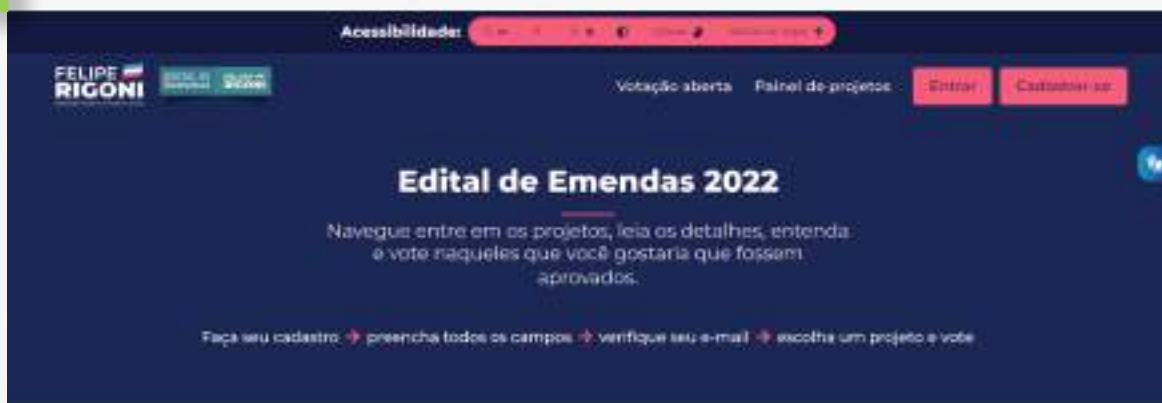 Acessibilidade:
FELIPE
RIGONI
Votação aberta Painel de projetos Entrar Cadastrar-se
Edital de Emendas 2022
Navegue entre em os projetos, leia os detalhes, entenda
e vote naqueles que você gostaria que fossem
aprovados.
Faça seu cadastro → preencha todos os campos → verifique seu e-mail → escolha um projeto e vote